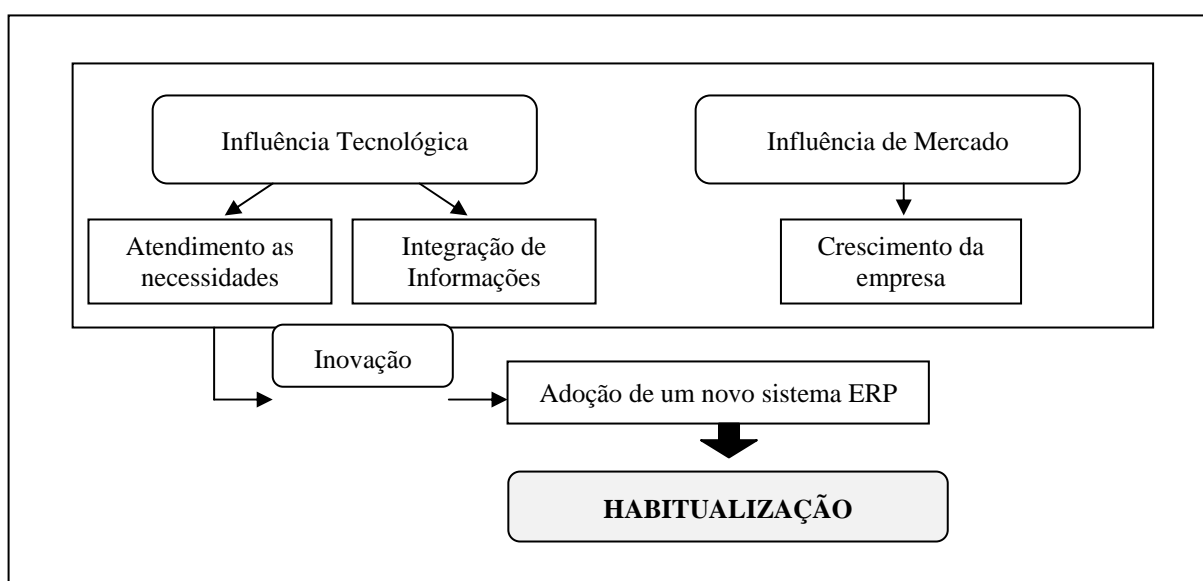 Influência Tecnológica
Influência de Mercado
Atendimento as
necessidades
Integração de
Informações
Crescimento da
empresa
Inovação
Adoção de um novo sistema ERP
HABITUALIZAÇÃO